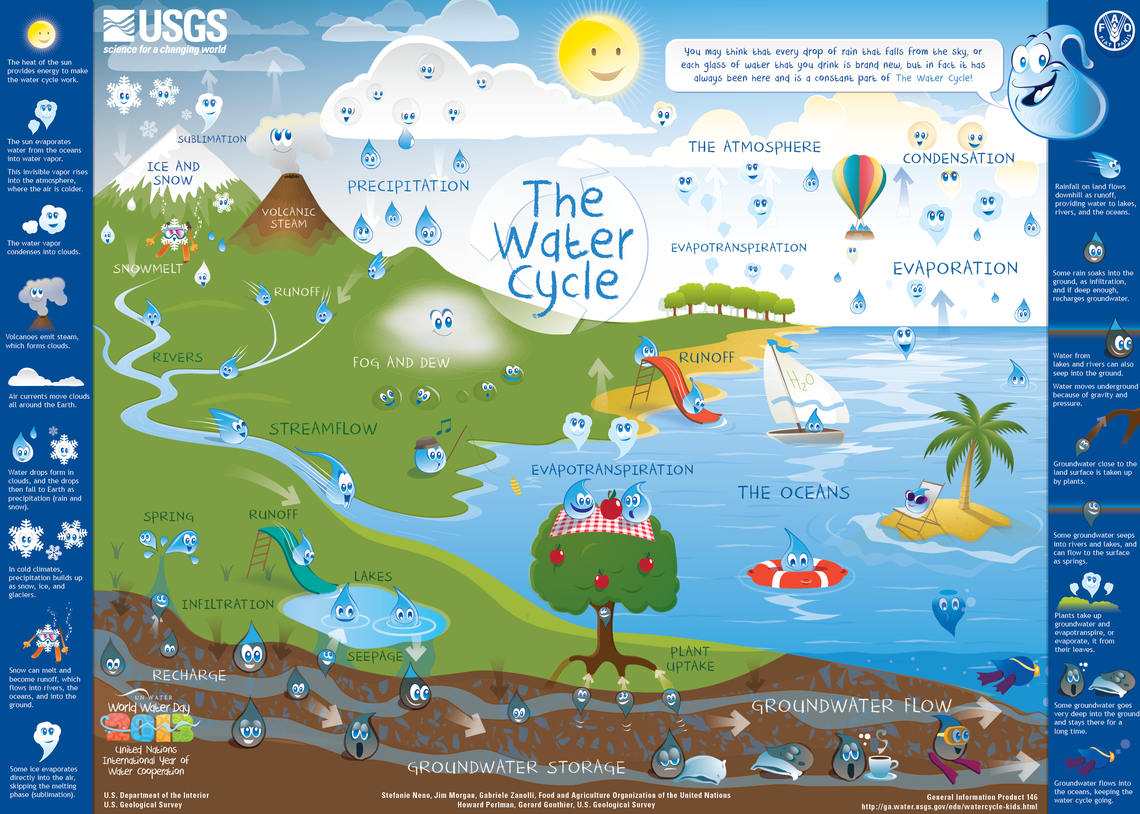 USGS
science for a changing world
You may think that every drop of rain that falls from the sky, or
each glass of water that you drink is brand new, but in fact it has
always been here and is a constant part of The Water Cycle!
FAO
FIAT PANIS
The heat of the sun
provides energy to make
the water cycle work.
The sun evaporates
water from the oceans
into water vapor.
This invisible vapor rises
into the atmosphere,
where the air is colder.
The water vapor
condenses into clouds.
Volcanoes emit steam,
which forms clouds.
Air currents move clouds
all around the Earth.
Water drops form in
clouds, and the drops
then fall to Earth as
precipitation (rain and
snow).
In cold climates,
precipitation builds up
as snow, ice, and
glaciers.
Snow can melt and
become runoff, which
flows into rivers, the
oceans, and into the
ground.
Some ice evaporates
directly into the air,
skipping the melting
phase (sublimation).
SUBLIMATION
ICE AND
SNOW
VOLCANIC
STEAM
PRECIPITATION
The
Water
Cycle
THE ATMOSPHERE
CONDENSATION
EVAPOTRANSPIRATION
EVAPORATION
SNOWMELT
RUNOFF
RIVERS
FOG AND DEW
RUNOFF
H2O
STREAMFLOW
EVAPOTRANSPIRATION
THE OCEANS
SPRING
RUNOFF
LAKES
INFILTRATION
SEEPAGE
PLANT
UPTAKE
RECHARGE
GROUNDWATER FLOW
GROUNDWATER STORAGE
UN WATER
World Water Day
United Nations
International Year of
Water Cooperation
U.S. Department of the Interior
U.S. Geological Survey
Stefanie Neno, Jim Morgan, Gabriele Zanolli, Food and Agriculture Organization of the United Nations
Howard Perlman, Gerard Gonthier, U.S. Geological Survey
General Information Product 146
http://ga.water.usgs.gov/edu/watercycle-kids.html
Rainfall on land flows
downhill as runoff,
providing water to lakes,
rivers, and the oceans.
Some rain soaks into the
ground, as infiltration,
and if deep enough,
recharges groundwater.
Water from
lakes and rivers can also
seep into the ground.
Water moves underground
because of gravity and
pressure.
Groundwater close to the
land surface is taken up
by plants.
Some groundwater seeps
into rivers and lakes, and
can flow to the surface
as springs.
Plants take up
groundwater and
evapotranspire, or
evaporate, it from
their leaves.
Some groundwater goes
very deep into the ground
and stays there for a
long time.
Groundwater flows into
the oceans, keeping the
water cycle going.